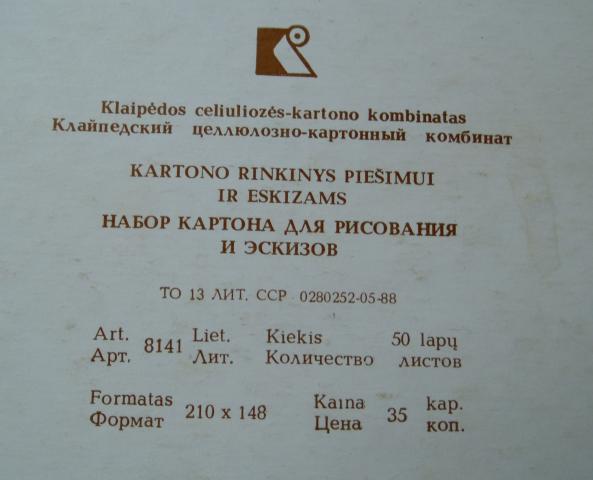 Klaipėdos celiuliozės-kartono kombinatas
Клайпедский целлюлозно-картонный комбинат
KARTONO RINKINYS PIEŠIMUI
IR ESKIZAMS
НАБОР КАРТОНА ДЛЯ РИСОВАНИЯ
И ЭСКИЗОВ
ТО 13 ЛИТ. ССР 0280252-05-88
Art. 8141 Liet. Kiekis 50 lapų
Арт. Лит. Количество листов
Formatas 210 x 148 Kaina 35 kap.
Формат Цена коп.